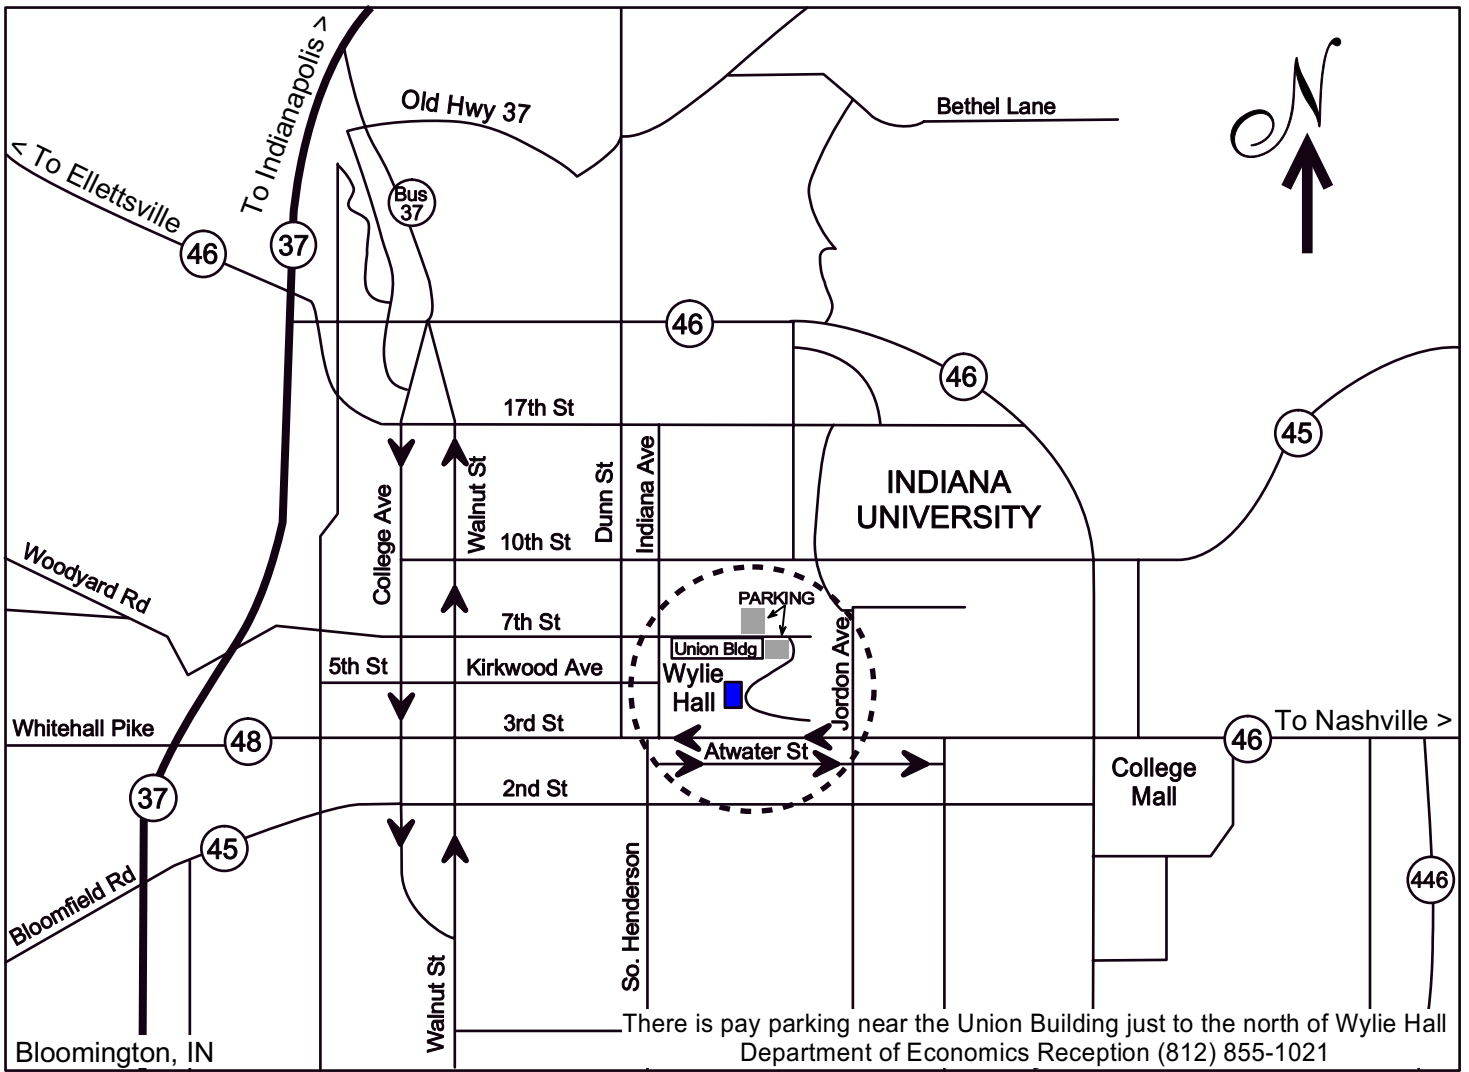 To Indianapolis >
Old Hwy 37
Bethel Lane
N
< To Ellettsville
Bus
37
46
37
46
46
17th St
45
INDIANA
UNIVERSITY
College Ave
Walnut St
Dunn St
Indiana Ave
10th St
Woodyard Rd
PARKING
7th St
Union Bldg
Jordon Ave
5th St
Kirkwood Ave
Wylie
Hall
Whitehall Pike
48
3rd St
46
To Nashville >
Atwater St
College
Mall
37
2nd St
45
446
Bloomfield Rd
So. Henderson
Walnut St
There is pay parking near the Union Building just to the north of Wylie Hall
Department of Economics Reception (812) 855-1021
Bloomington, IN